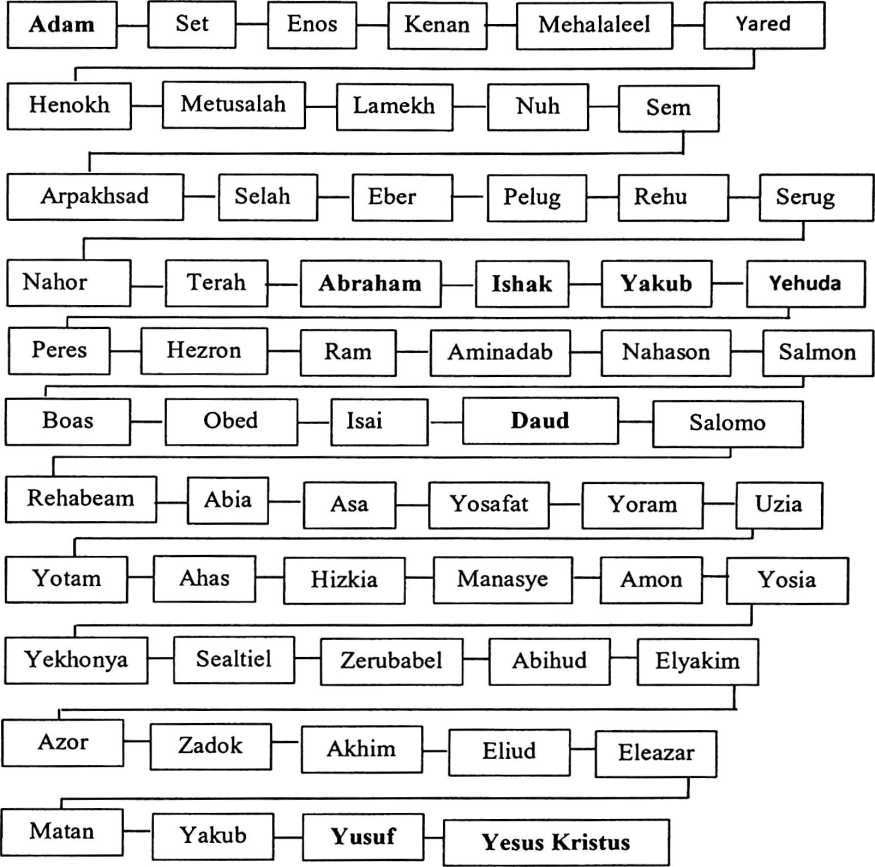 Adam Set Enos Kenan Mehalaleel Yared
Henokh Metusalah Lamekh Nuh Sem
Arpakhsad Selah Eber Pelug Rehu Serug
Nahor Terah Abraham Ishak Yakub Yehuda
Peres Hezron Ram Aminadab Nahason Salmon
Boas Obed Isai Daud Salomo
Rehabeam Abia Asa Yosafat Yoram Uzia
Yotam Ahas Hizkia Manasye Amon Yosia
Yekhonya Sealtiel Zerubabel Abihud Elyakim
Azor Zadok Akhim Eliud Eleazar
Matan Yakub Yusuf Yesus Kristus